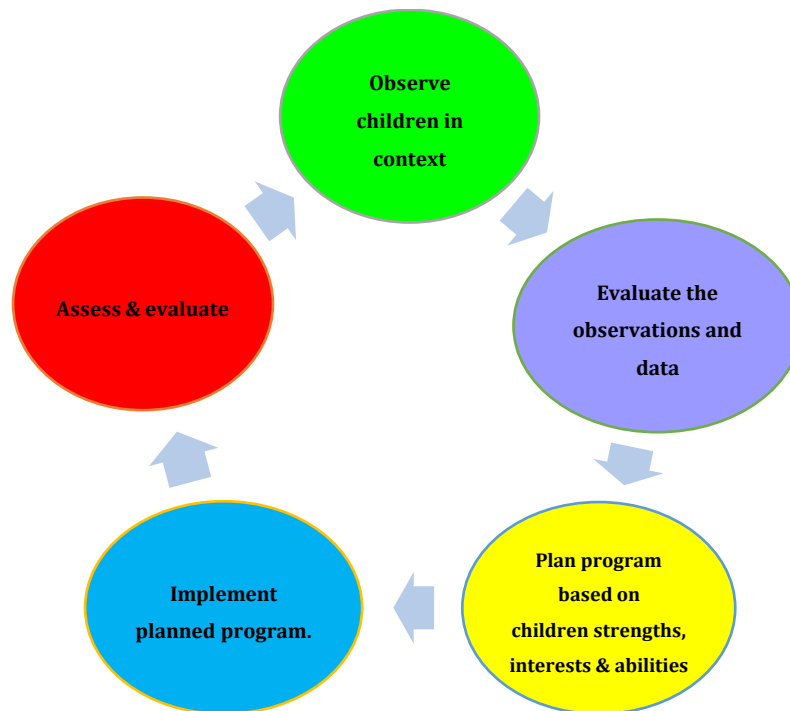 Observe
children in
context
Evaluate the
observations and
data
Plan program
based on
children strengths,
interests & abilities
Implement
planned program.
Assess & evaluate